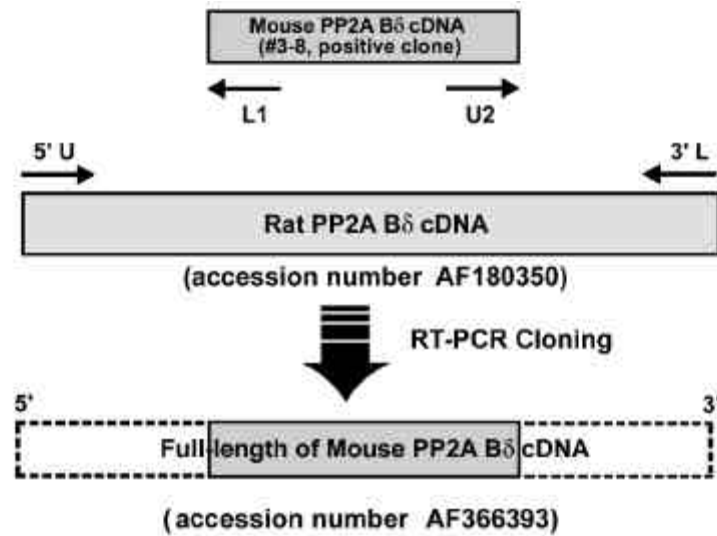 Mouse PP2A Bδ cDNA
(#3-8, positive clone)
L1
U2
5' U
3' L
Rat PP2A Bδ cDNA
(accession number AF180350)
RT-PCR Cloning
5'
3'
Full-length of Mouse PP2A Bδ cDNA
(accession number AF366393)